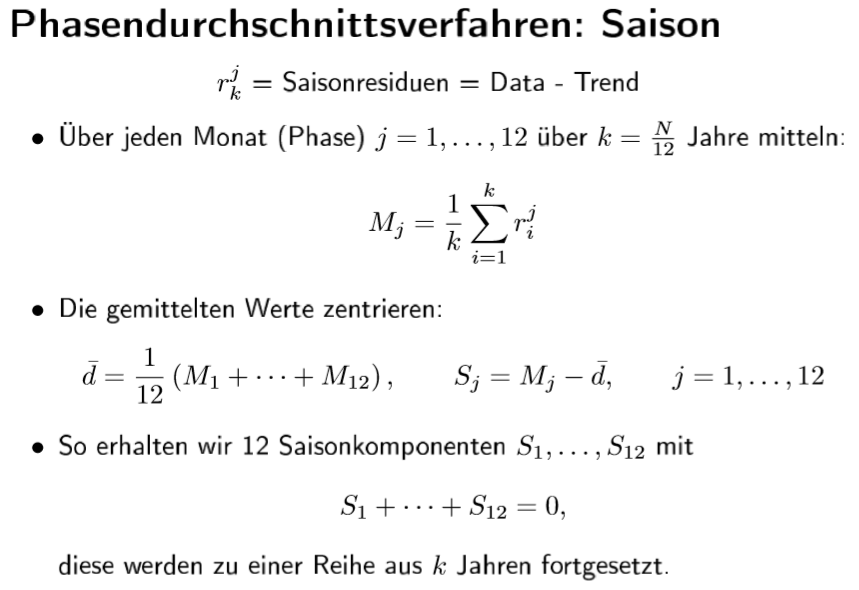 Phasendurchschnittsverfahren: Saison
$r_k^j$ = Saisonresiduen = Data - Trend
• Über jeden Monat (Phase) $j = 1, \ldots, 12$ über $k = \frac{N}{12}$ Jahre mitteln:
$M_j = \frac{1}{k} \sum_{i=1}^{k} r_i^j$
• Die gemittelten Werte zentrieren:
$\bar{d} = \frac{1}{12} (M_1 + \cdots + M_{12}), \quad S_j = M_j - \bar{d}, \quad j = 1, \ldots, 12$
• So erhalten wir 12 Saisonkomponenten $S_1, \ldots, S_{12}$ mit
$S_1 + \cdots + S_{12} = 0,$
diese werden zu einer Reihe aus $k$ Jahren fortgesetzt.